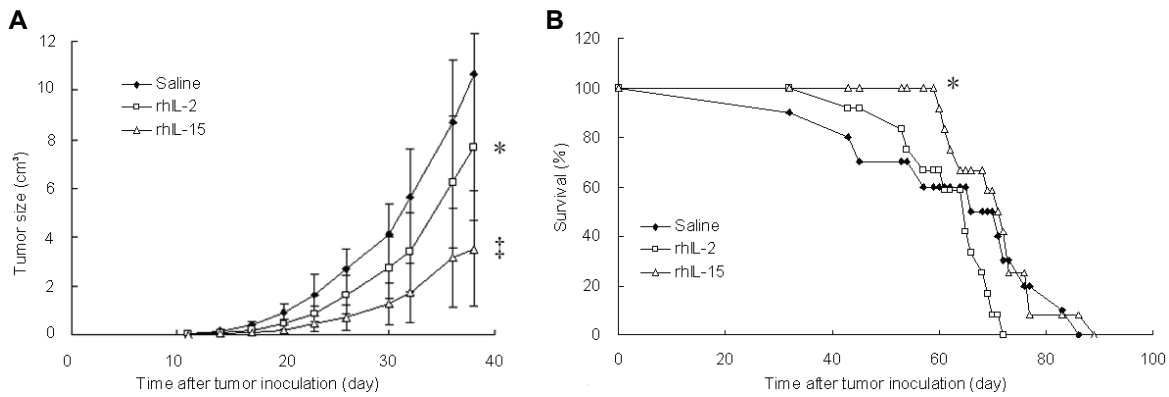 A
12
10
8
6
4
2
0
Tumor size (cm³)
Saline
rhIL-2
rhIL-15
*
‡
0 10 20 30 40
Time after tumor inoculation (day)
B
120
100
80
60
40
20
0
Survival (%)
*
Saline
rhIL-2
rhIL-15
0 20 40 60 80 100
Time after tumor inoculation (day)